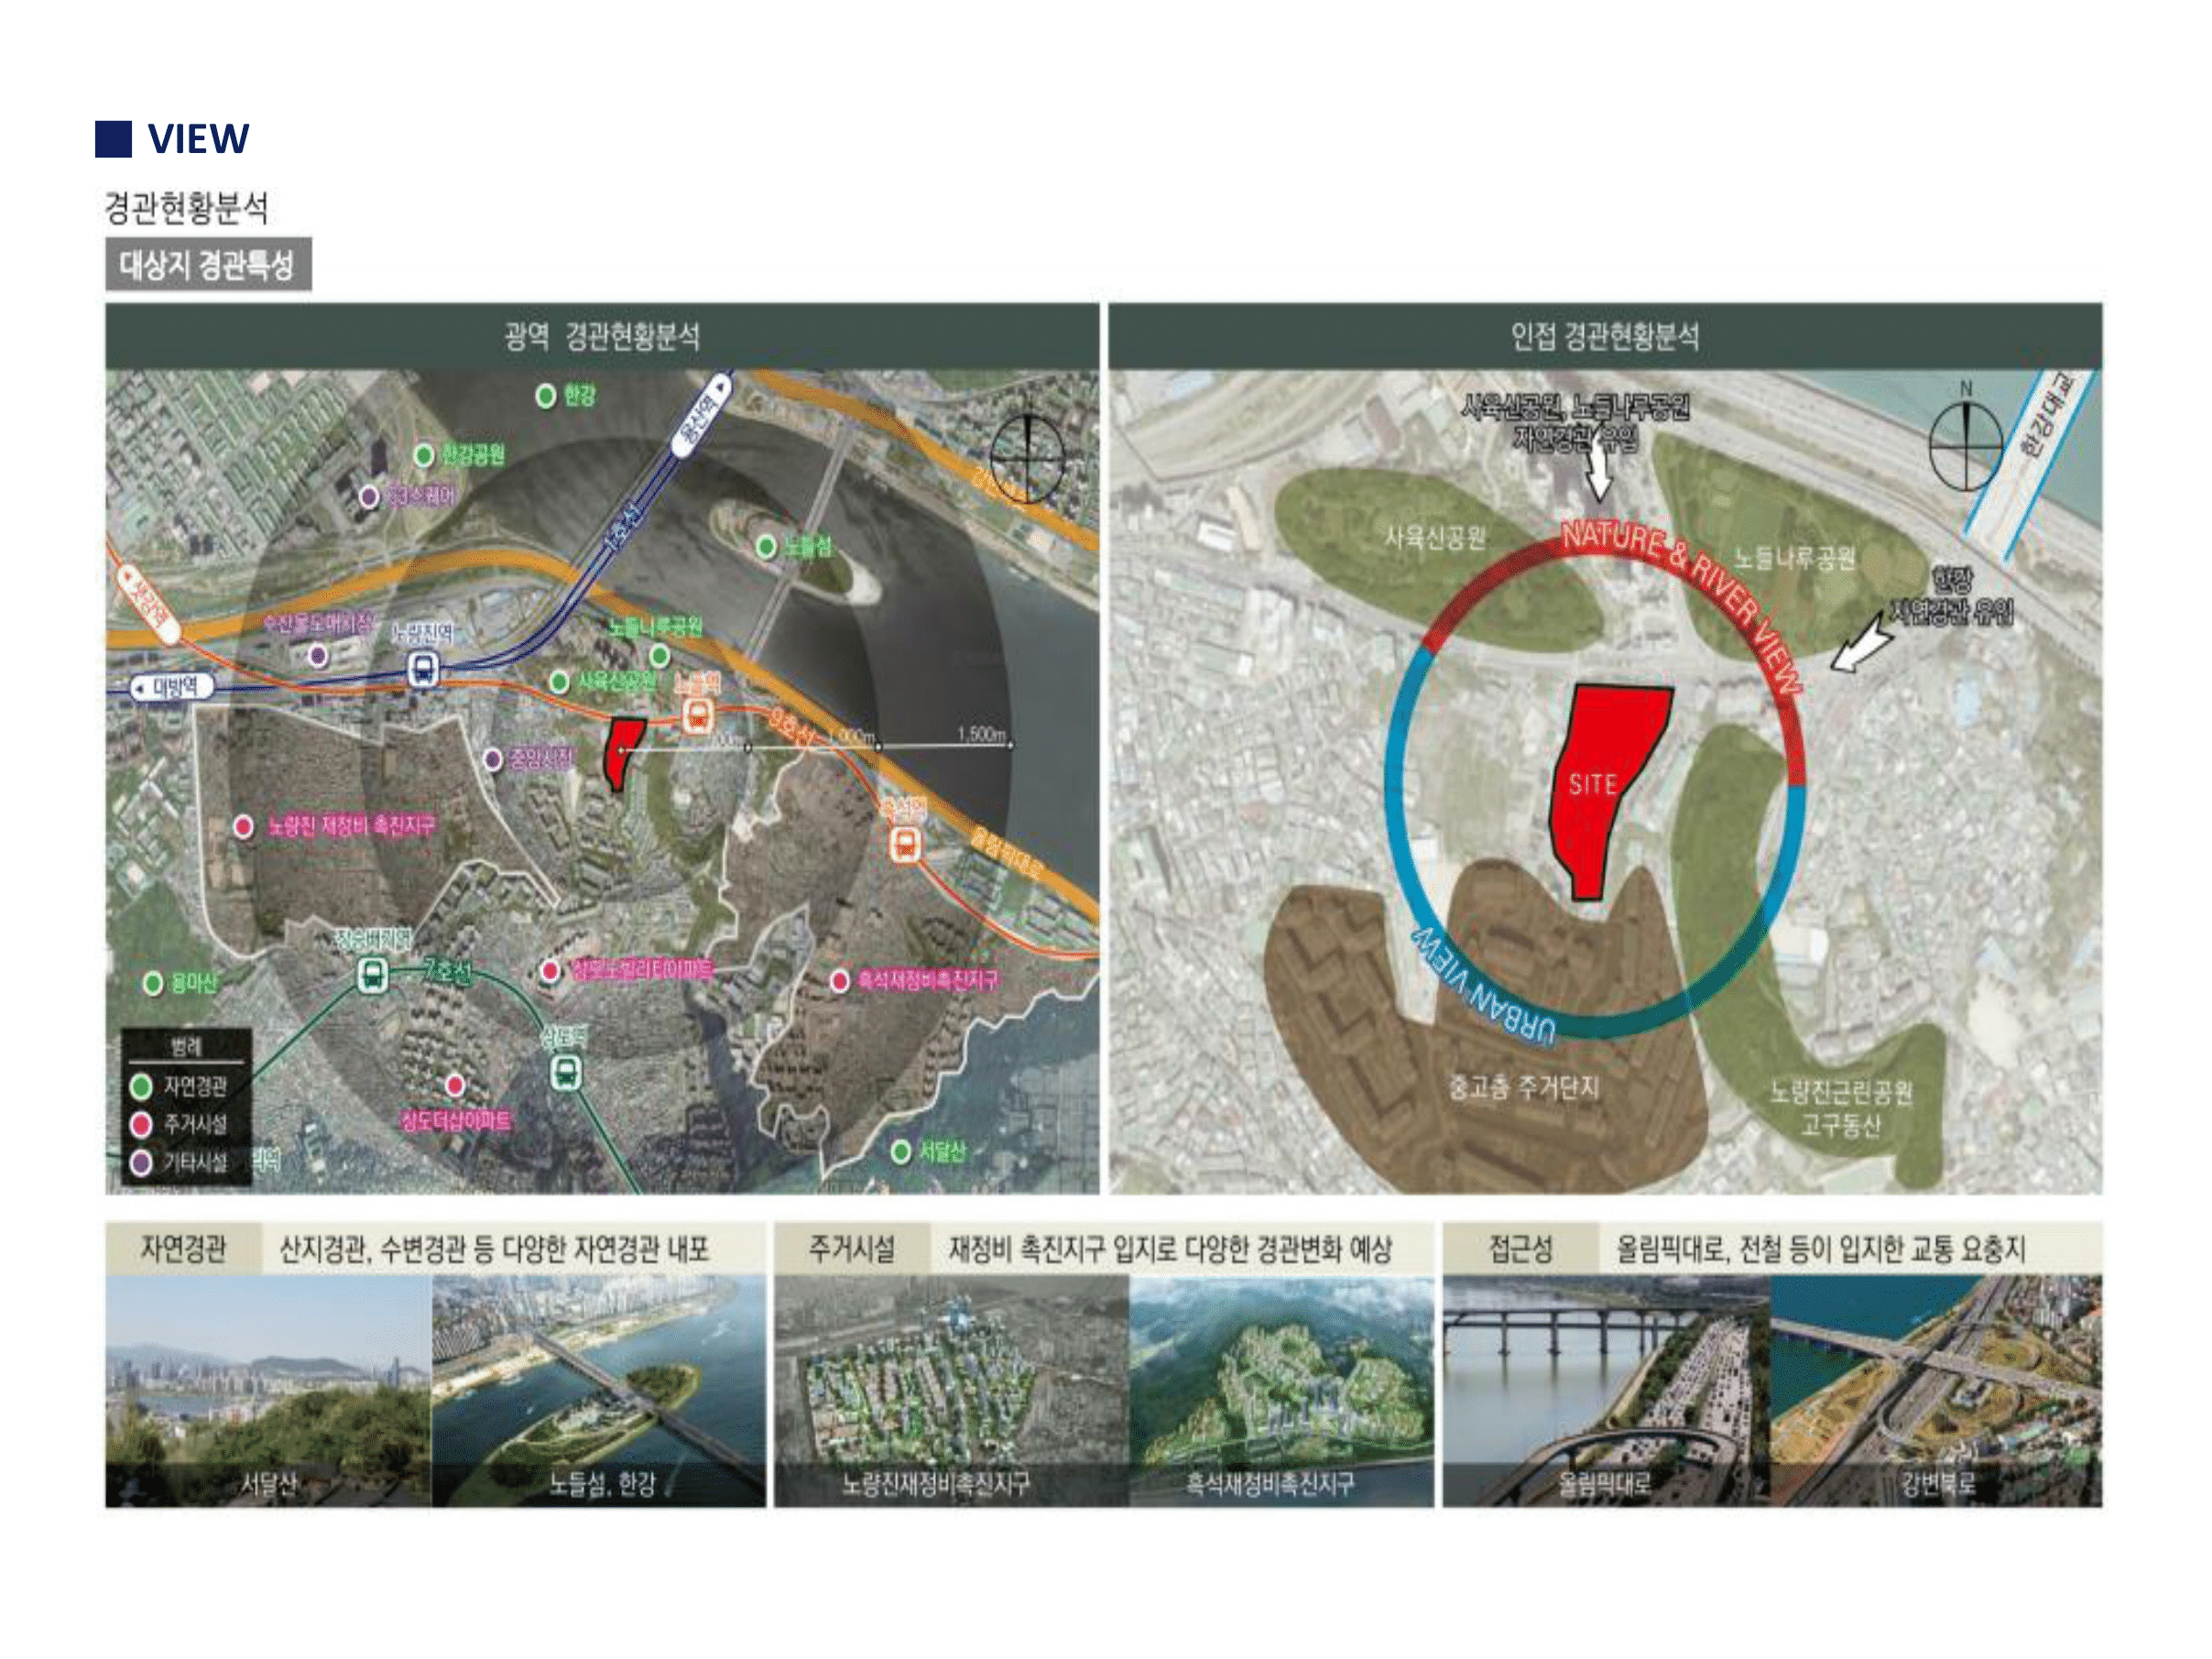 VIEW
경관현황분석
대상지 경관특성
광역 경관현황분석
한강
용산역
한강공원
63스퀘어
1호선
노들섬
샛강역
수산물도매시장
노량진역
노들나루공원
대방역
사육신공원
노들역
9호선
1,000m
1,500m
중앙시장
흑석역
올림픽대로
노량진 재정비 촉진지구
장승배기역
7호선
용마산
흑석재정비촉진지구
상도역
상도더샵아파트
서달산
범례
자연경관
주거시설
기타시설
인접 경관현황분석
사육신공원, 노들나루공원
자연경관 유입
N
한강대교
사육신공원
NATURE & RIVER VIEW
노들나루공원
한강
자연경관 유입
SITE
URBAN VIEW
중고층 주거단지
노량진근린공원
고구동산
자연경관 산지경관, 수변경관 등 다양한 자연경관 내포
서달산
노들섬, 한강
주거시설 재정비 촉진지구 입지로 다양한 경관변화 예상
노량진재정비촉진지구
흑석재정비촉진지구
접근성 올림픽대로, 전철 등이 입지한 교통 요충지
올림픽대로
강변북로